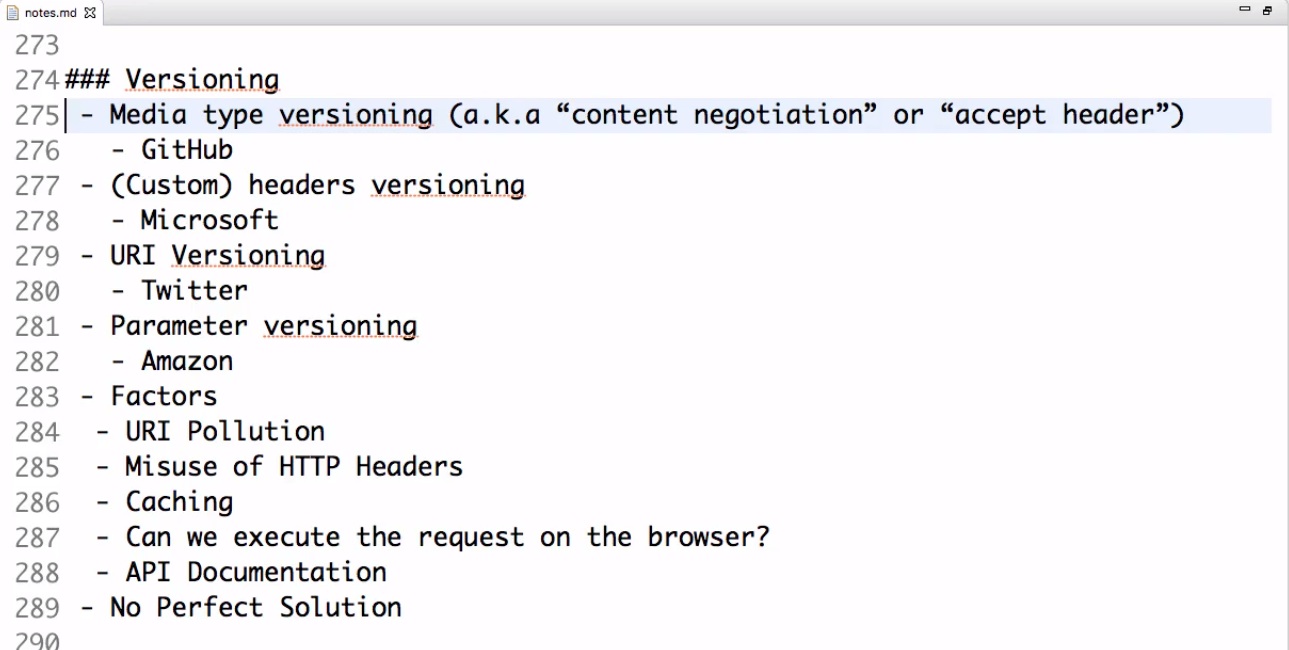 notes.md
273
274 ### Versioning
275 - Media type versioning (a.k.a “content negotiation” or “accept header”)
276 - GitHub
277 - (Custom) headers versioning
278 - Microsoft
279 - URI Versioning
280 - Twitter
281 - Parameter versioning
282 - Amazon
283 - Factors
284 - URI Pollution
285 - Misuse of HTTP Headers
286 - Caching
287 - Can we execute the request on the browser?
288 - API Documentation
289 - No Perfect Solution
290